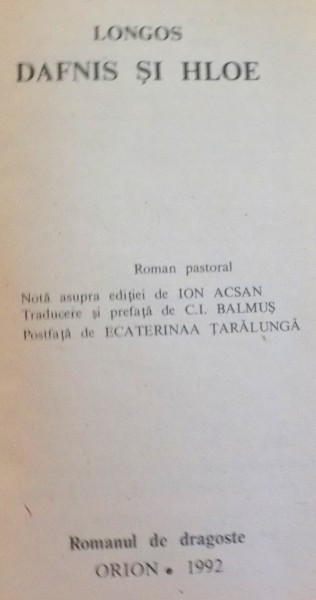 LONGOS
DAFNIS ȘI HLOE
Roman pastoral
Notă asupra ediției de ION ACSAN
Traducere și prefață de C.I. BALMUȘ
Postfață de ECATERINAA ȚARĂLUNGĂ
Romanul de dragoste
ORION • 1992